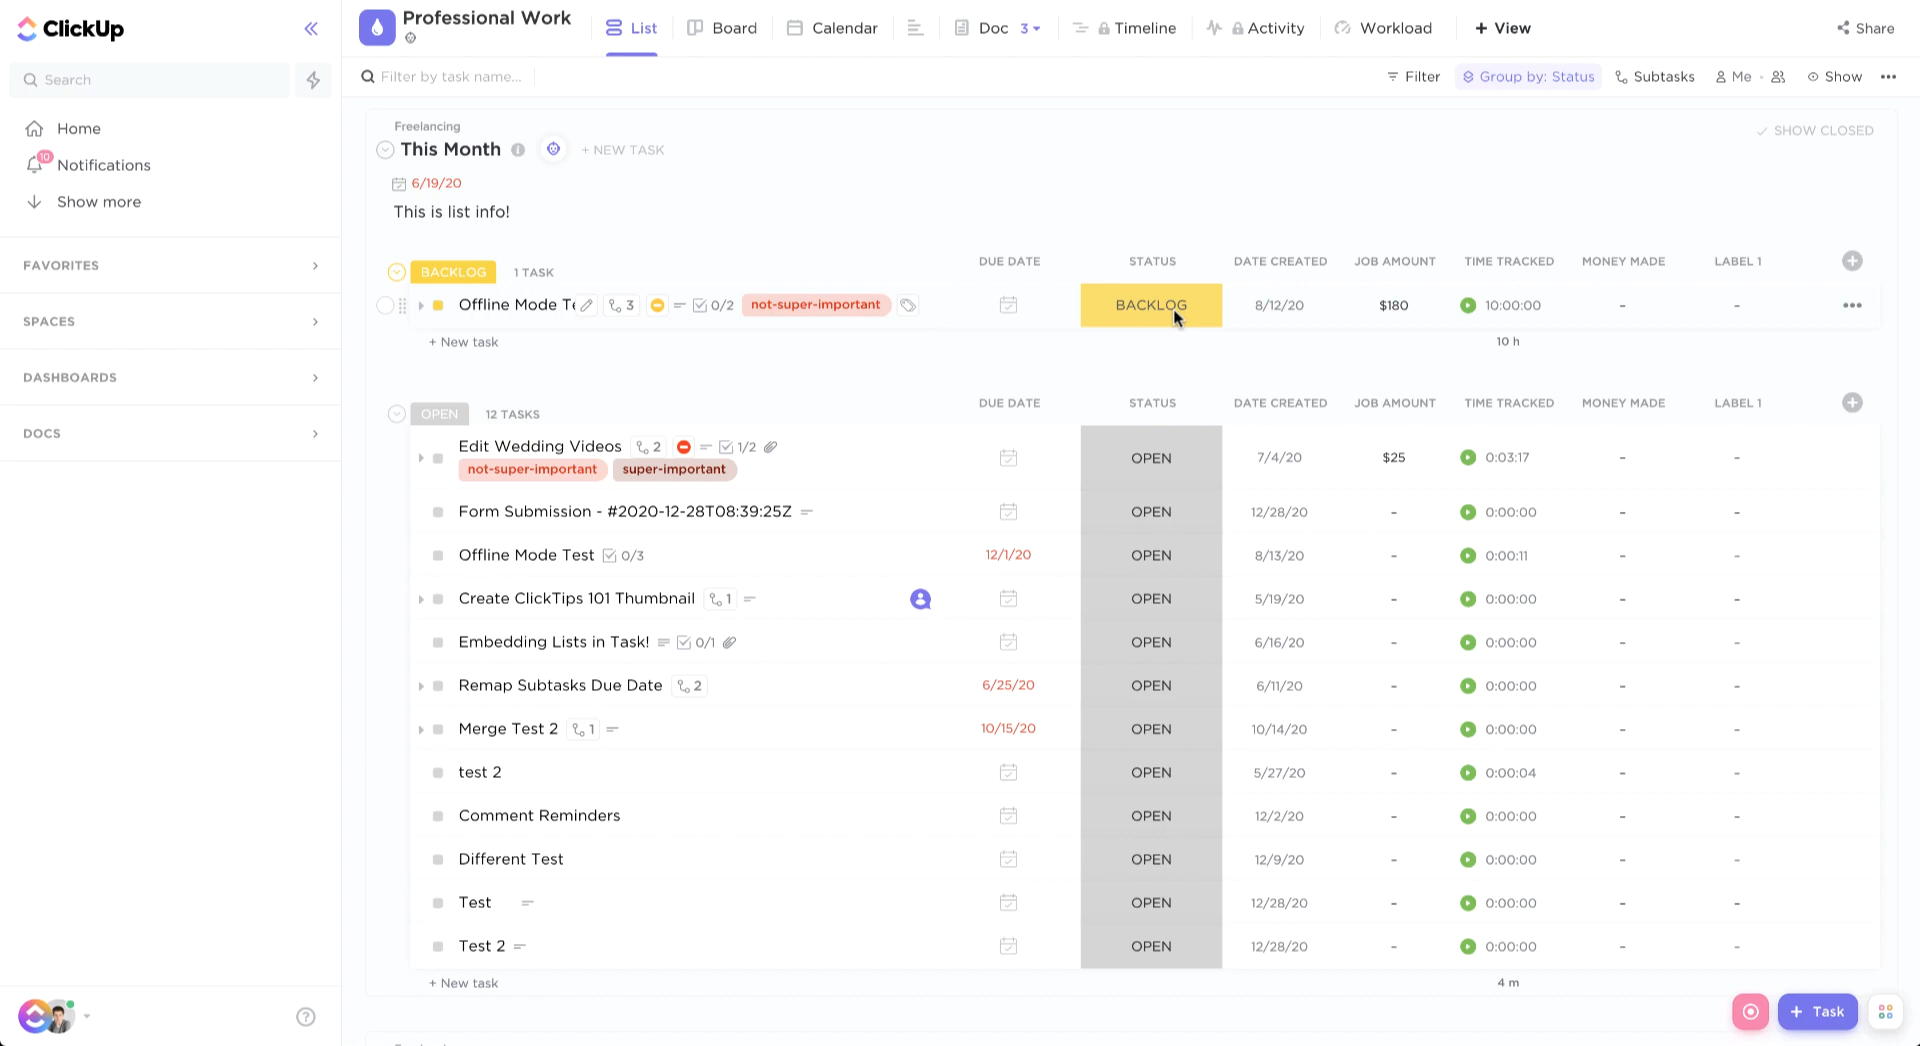 ClickUp
Search
Home
10
Notifications
Show more
FAVORITES
SPACES
DASHBOARDS
DOCS
Professional Work
List
Board
Calendar
Doc 3
Timeline
Activity
Workload
+ View
Share
Filter by task name...
Filter
Group by: Status
Subtasks
Me
Show
Freelancing
This Month
+ NEW TASK
SHOW CLOSED
6/19/20
This is list info!
BACKLOG 1 TASK DUE DATE STATUS DATE CREATED JOB AMOUNT TIME TRACKED MONEY MADE LABEL 1
Offline Mode Te 3 0/2 not-super-important BACKLOG 8/12/20 $180 10:00:00 - -
+ New task 10 h
OPEN 12 TASKS DUE DATE STATUS DATE CREATED JOB AMOUNT TIME TRACKED MONEY MADE LABEL 1
Edit Wedding Videos 2 1/2 OPEN 7/4/20 $25 0:03:17 - -
not-super-important super-important
Form Submission - #2020-12-28T08:39:25Z OPEN 12/28/20 - 0:00:00 - -
Offline Mode Test 0/3 12/1/20 OPEN 8/13/20 - 0:00:11 - -
Create ClickTips 101 Thumbnail 1 OPEN 5/19/20 - 0:00:00 - -
Embedding Lists in Task! 0/1 OPEN 6/16/20 - 0:00:00 - -
Remap Subtasks Due Date 2 6/25/20 OPEN 6/11/20 - 0:00:00 - -
Merge Test 2 1 10/15/20 OPEN 10/14/20 - 0:00:00 - -
test 2 OPEN 5/27/20 - 0:00:04 - -
Comment Reminders OPEN 12/2/20 - 0:00:00 - -
Different Test OPEN 12/9/20 - 0:00:00 - -
Test OPEN 12/28/20 - 0:00:00 - -
Test 2 OPEN 12/28/20 - 0:00:00 - -
+ New task 4 m
+ Task